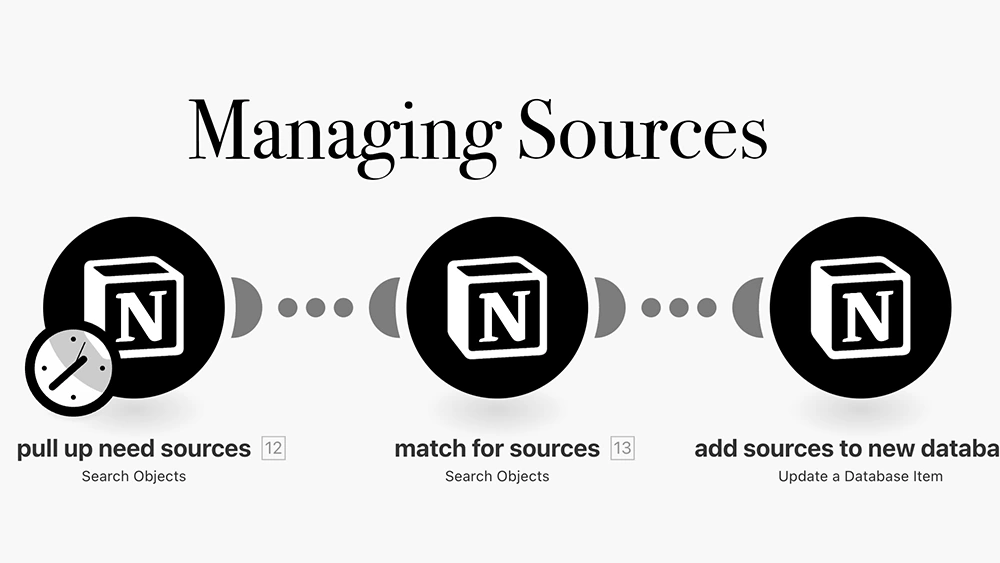 Managing Sources
N N N
pull up need sources 12 match for sources 13 add sources to new databa
Search Objects Search Objects Update a Database Item